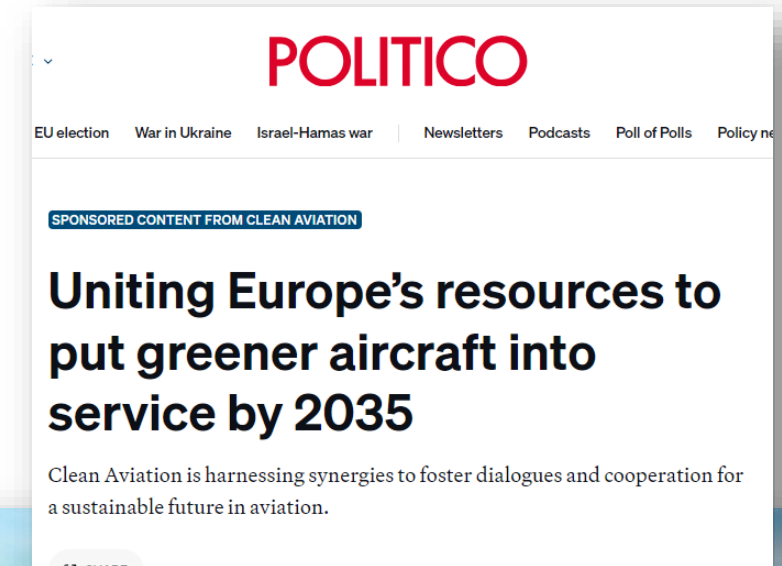 POLITICO
EU election War in Ukraine Israel-Hamas war Newsletters Podcasts Poll of Polls Policy
SPONSORED CONTENT FROM CLEAN AVIATION
Uniting Europe’s resources to
put greener aircraft into
service by 2035
Clean Aviation is harnessing synergies to foster dialogues and cooperation for
a sustainable future in aviation.